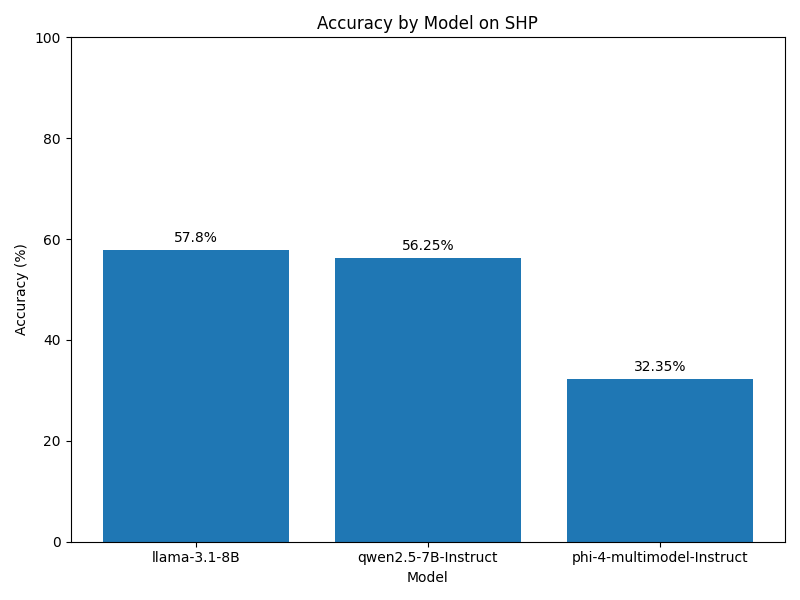 Accuracy by Model on SHP
100
80
60
40
20
0
Accuracy (%)
57.8%
56.25%
32.35%
llama-3.1-8B
qwen2.5-7B-Instruct
phi-4-multimodel-Instruct
Model